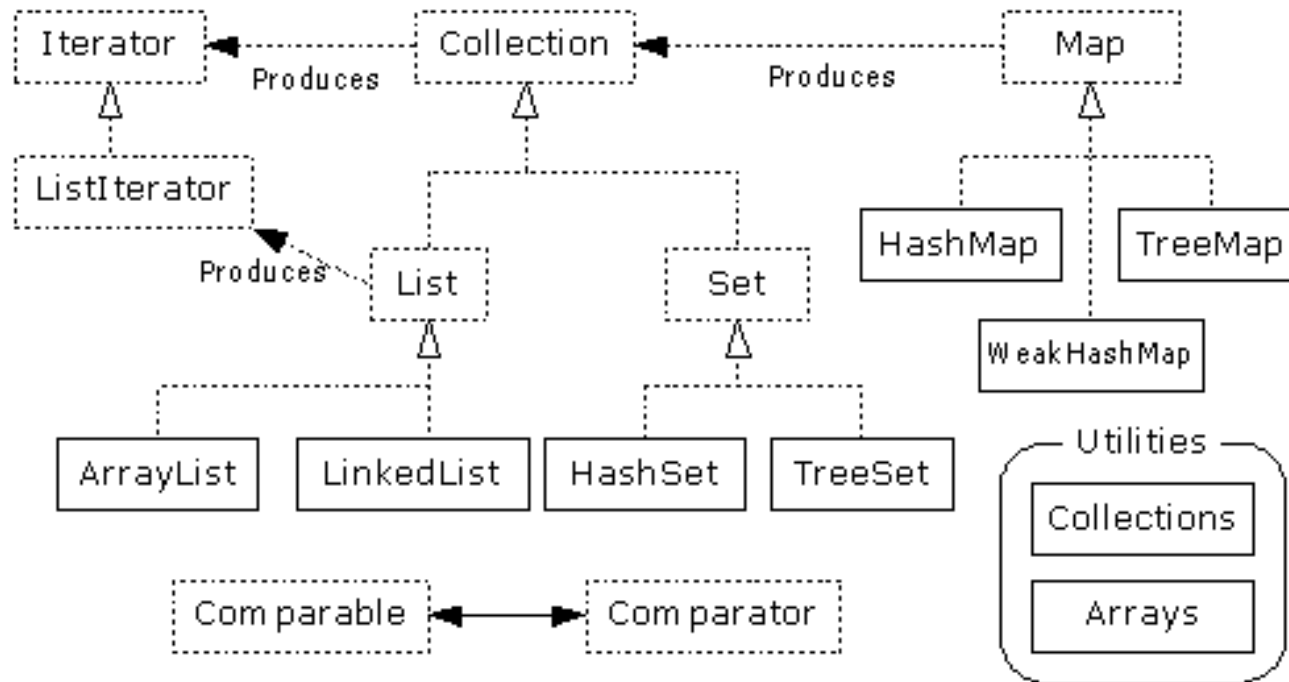 Iterator
Collection
Map
Produces
Produces
ListIterator
HashMap
TreeMap
Produces
List
Set
WeakHashMap
Utilities
ArrayList
LinkedList
HashSet
TreeSet
Collections
Comparable
Comparator
Arrays